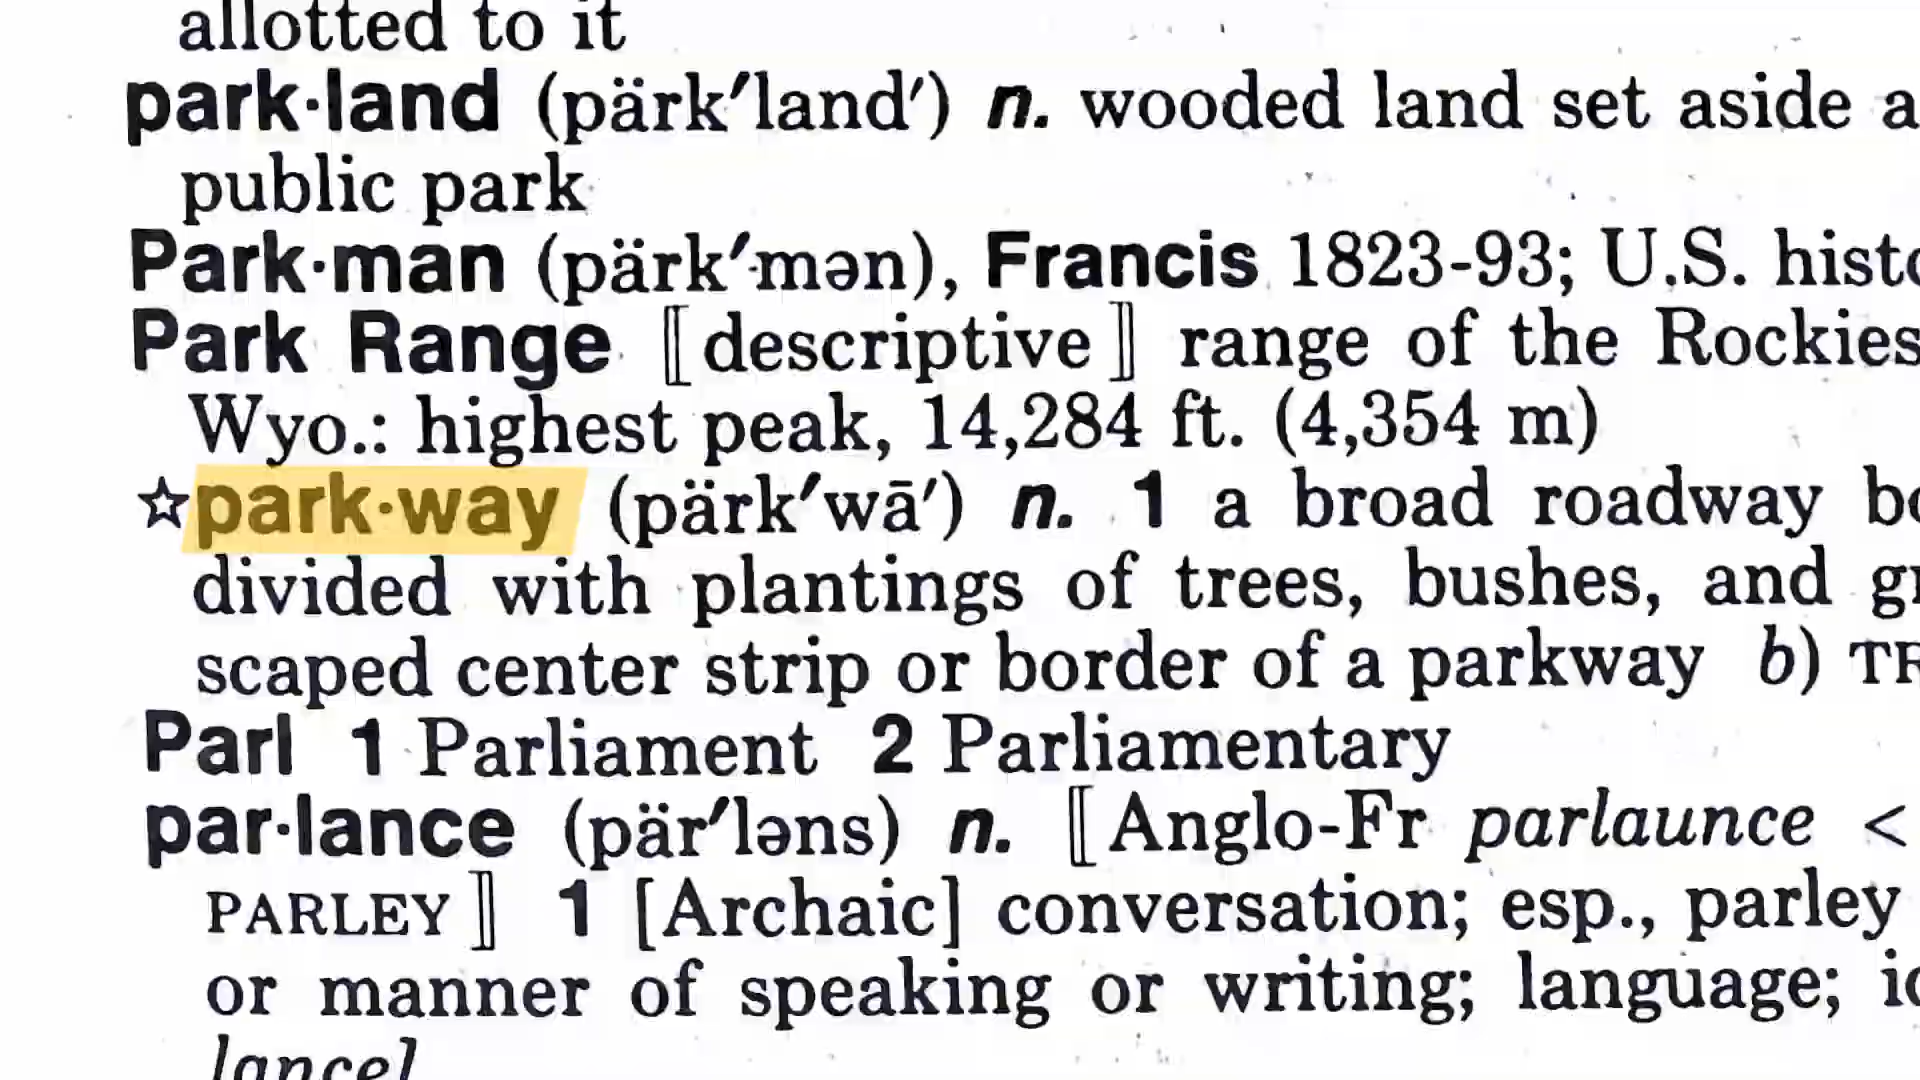 allotted to it
park·land (pärk′land′) n. wooded land set aside a
public park
Park·man (pärk′mən), Francis 1823-93; U.S. histo
Park Range ⟦descriptive⟧ range of the Rockies
Wyo.: highest peak, 14,284 ft. (4,354 m)
☆park·way (pärk′wā′) n. 1 a broad roadway bo
divided with plantings of trees, bushes, and gr
scaped center strip or border of a parkway b) TR
Parl 1 Parliament 2 Parliamentary
par·lance (pär′ləns) n. ⟦Anglo-Fr parlaunce <
PARLEY⟧ 1 [Archaic] conversation; esp., parley
or manner of speaking or writing; language; id
lance]